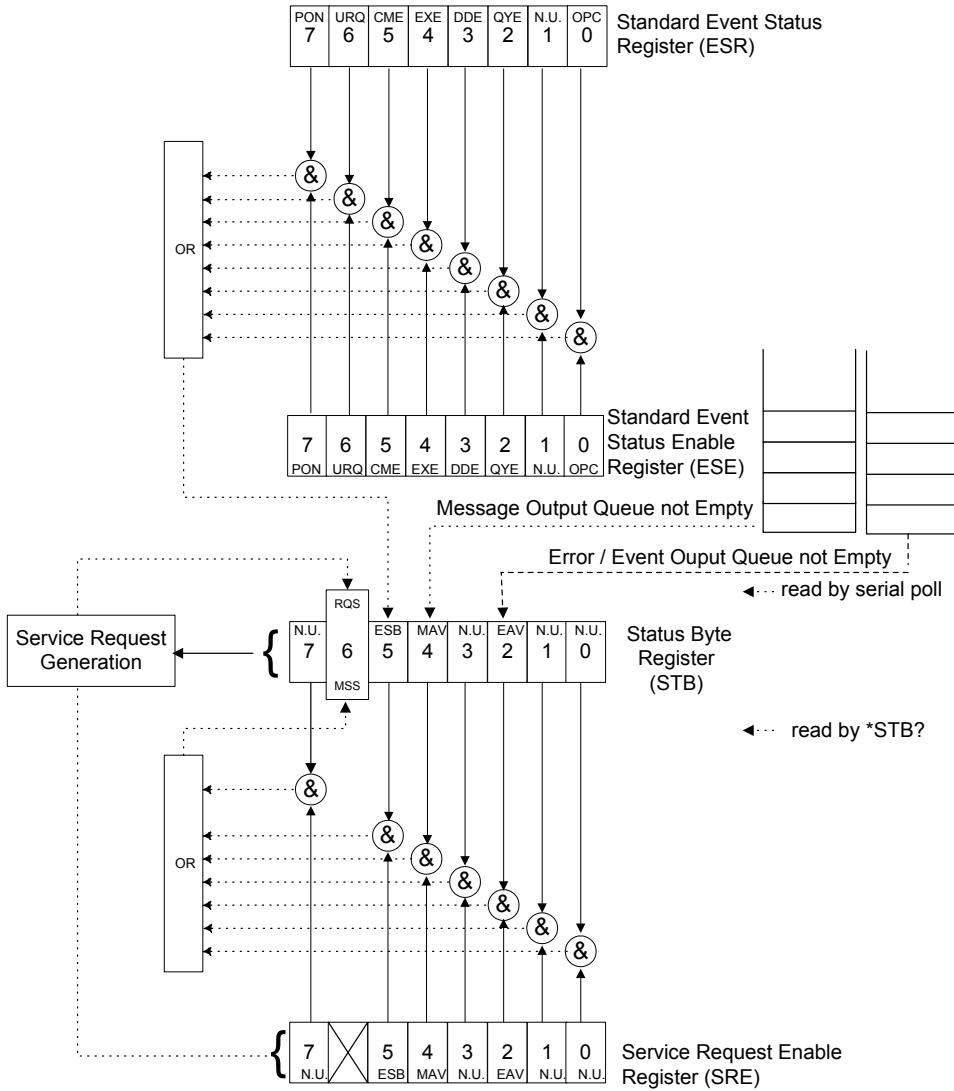 PON URQ CME EXE DDE QYE N.U. OPC
7 6 5 4 3 2 1 0
Standard Event Status
Register (ESR)
&
&
&
&
&
&
&
&
OR
7 6 5 4 3 2 1 0
PON URQ CME EXE DDE QYE N.U. OPC
Standard Event
Status Enable
Register (ESE)
Message Output Queue not Empty
Error / Event Ouput Queue not Empty
read by serial poll
Service Request
Generation
{
RQS
N.U. ESB MAV N.U. EAV N.U. N.U.
7 6 5 4 3 2 1 0
MSS
Status Byte
Register
(STB)
read by *STB?
&
&
&
&
&
&
&
OR
{
7 5 4 3 2 1 0
N.U. ESB MAV N.U. EAV N.U. N.U.
Service Request Enable
Register (SRE)